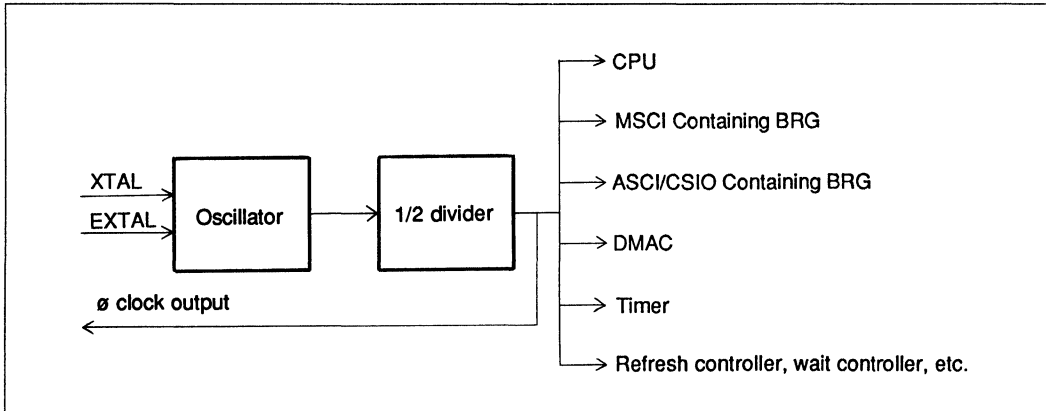 XTAL
EXTAL
Oscillator
1/2 divider
ø clock output
CPU
MSCI Containing BRG
ASCI/CSIO Containing BRG
DMAC
Timer
Refresh controller, wait controller, etc.